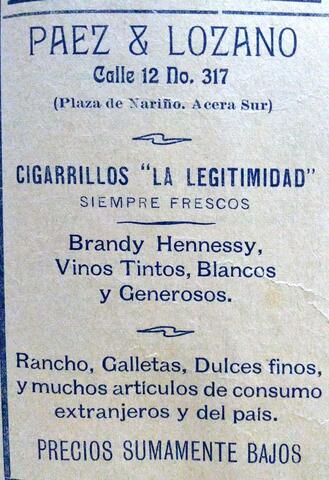 PAEZ & LOZANO
Calle 12 No. 317
(Plaza de Nariño. Acera Sur)
CIGARRILLOS "LA LEGITIMIDAD"
SIEMPRE FRESCOS
Brandy Hennessy,
Vinos Tintos, Blancos
y Generosos.
Rancho, Galletas, Dulces finos,
y muchos artículos de consumo
extranjeros y del país.
PRECIOS SUMAMENTE BAJOS